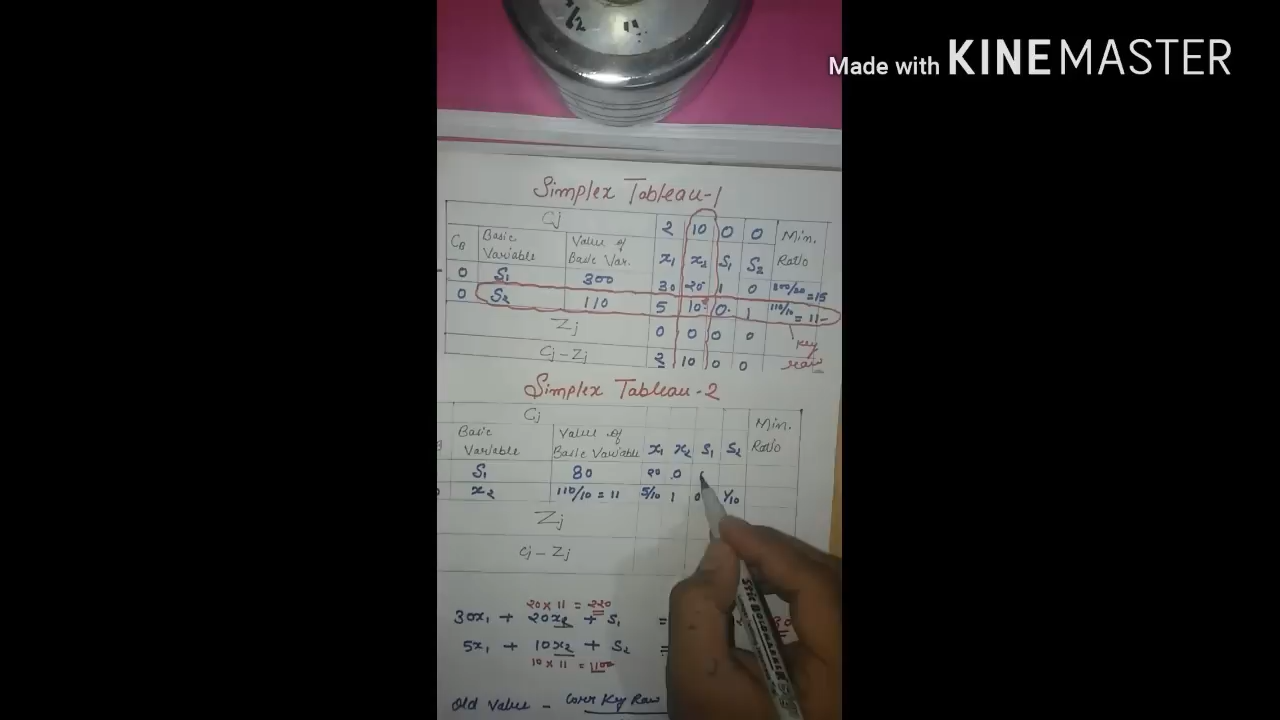 Made with KINEMASTER
Simplex Tableau-1
Cj 2 10 0 0 Min. Ratio
CB Basic Variable Value of Basic Var. x1 x2 S1 S2
0 S1 300 30 20 1 0 300/20 = 15
0 S2 110 5 10 0 1 110/10 = 11
Zj 0 0 0 0 Key
Cj - Zj 2 10 0 0 raw
Simplex Tableau-2
Cj Min. Ratio
B Basic Variable Value of Basic Variable x1 x2 S1 S2
S1 80 20 0
x2 110/10 = 11 5/10 1 0 1/10
Zj
Cj - Zj
20 x 11 = 220
30x1 + 20x2 + S1 =
5x1 + 10x2 + S2 =
10 x 11 = 1100
Old Value - Corr Key Raw